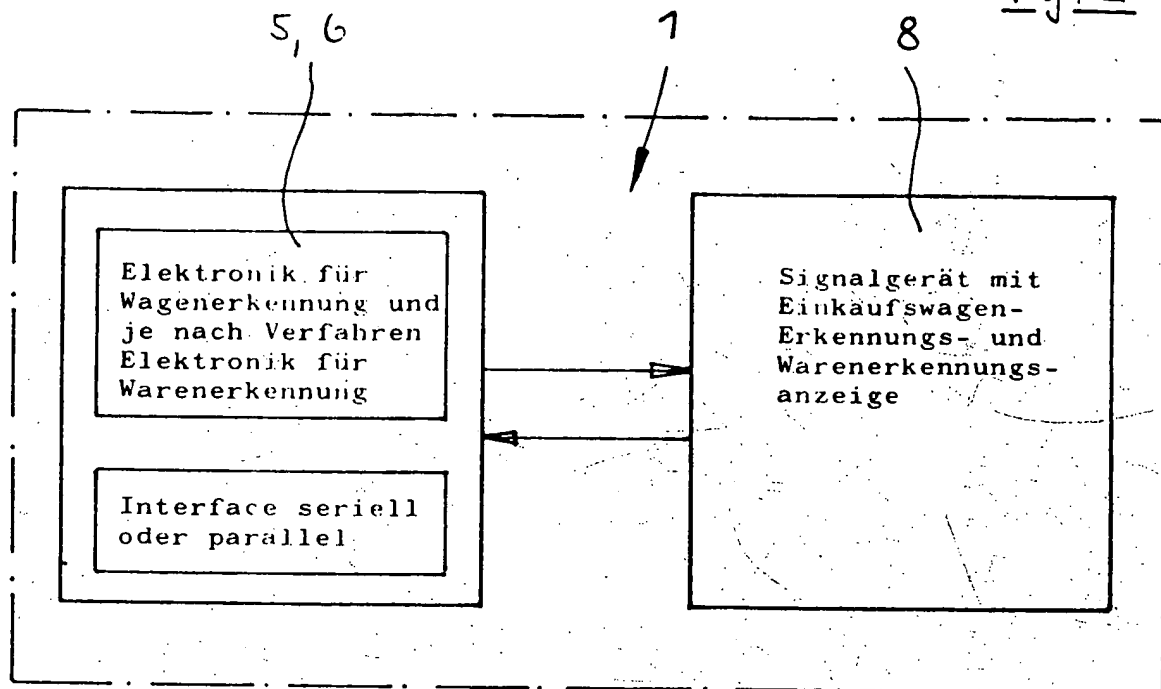 5, 6
1
8
Elektronik für
Wagenerkennung und
je nach Verfahren
Elektronik für
Warenerkennung
Interface seriell
oder parallel
Signalgerät mit
Einkaufswagen-
Erkennungs- und
Warenerkennungs-
anzeige